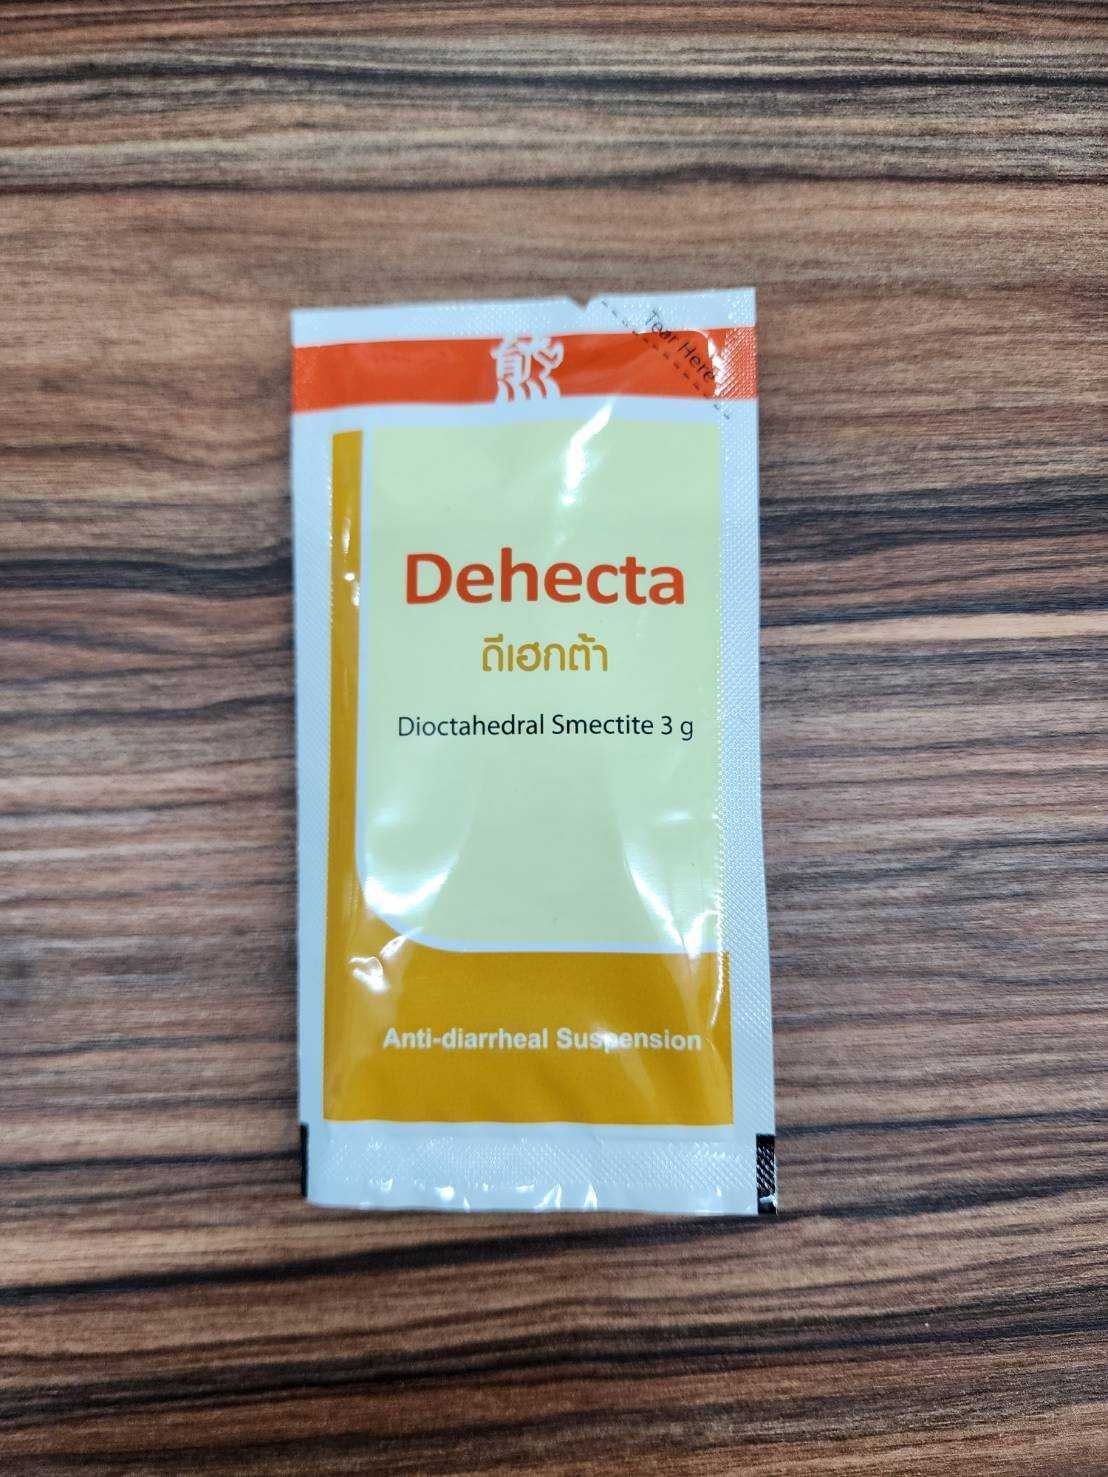 Tear Here
Dehecta
ดีเฮกต้า
Dioctahedral Smectite 3 g
Anti-diarrheal Suspension